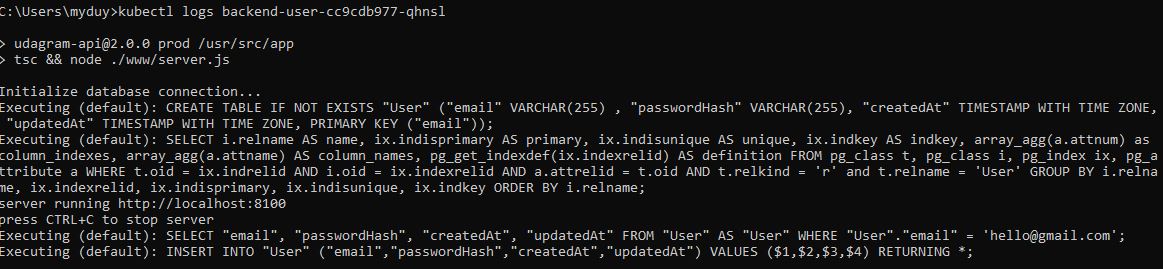 C:\Users\myduy>kubectl logs backend-user-cc9cdb977-qhnsl
> udagram-api@2.0.0 prod /usr/src/app
> tsc && node ./www/server.js
Initialize database connection...
Executing (default): CREATE TABLE IF NOT EXISTS "User" ("email" VARCHAR(255) , "passwordHash" VARCHAR(255), "createdAt" TIMESTAMP WITH TIME ZONE,
"updatedAt" TIMESTAMP WITH TIME ZONE, PRIMARY KEY ("email"));
Executing (default): SELECT i.relname AS name, ix.indisprimary AS primary, ix.indisunique AS unique, ix.indkey AS indkey, array_agg(a.attnum) as
column_indexes, array_agg(a.attname) AS column_names, pg_get_indexdef(ix.indexrelid) AS definition FROM pg_class t, pg_class i, pg_index ix, pg_a
ttribute a WHERE t.oid = ix.indrelid AND i.oid = ix.indexrelid AND a.attrelid = t.oid AND t.relkind = 'r' and t.relname = 'User' GROUP BY i.relna
me, ix.indexrelid, ix.indisprimary, ix.indisunique, ix.indkey ORDER BY i.relname;
server running http://localhost:8100
press CTRL+C to stop server
Executing (default): SELECT "email", "passwordHash", "createdAt", "updatedAt" FROM "User" AS "User" WHERE "User"."email" = 'hello@gmail.com';
Executing (default): INSERT INTO "User" ("email","passwordHash","createdAt","updatedAt") VALUES ($1,$2,$3,$4) RETURNING *;